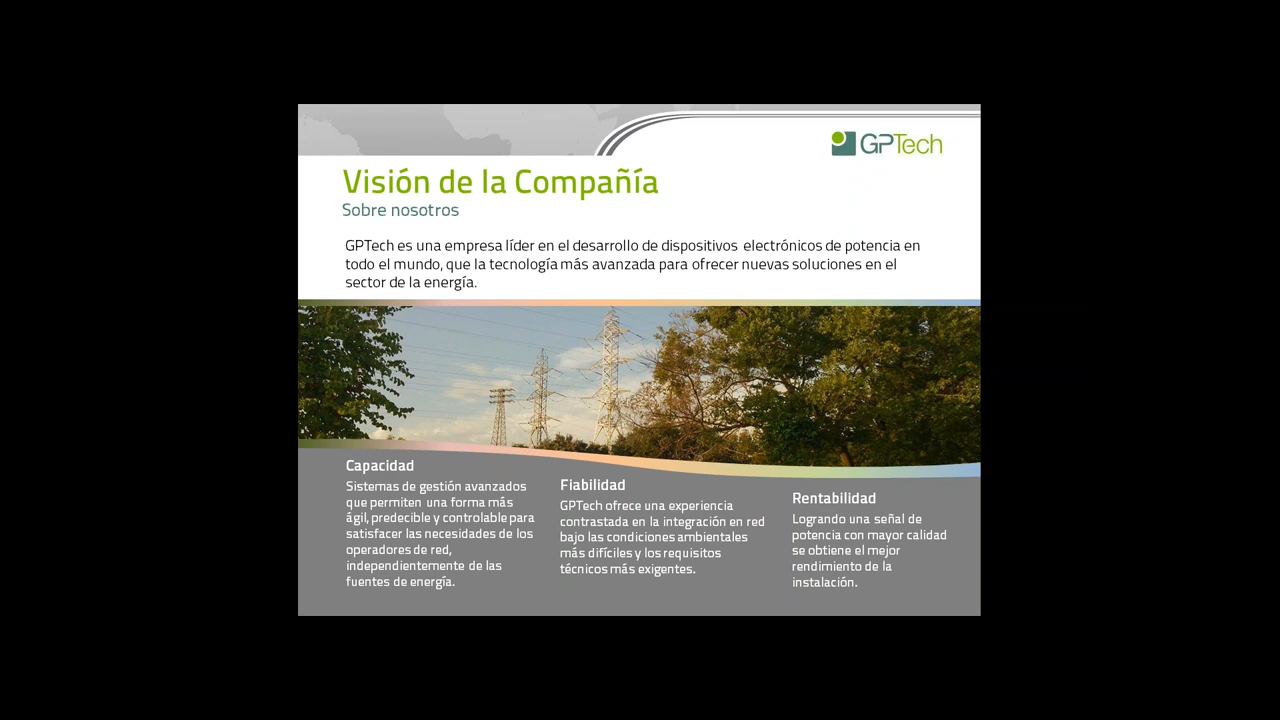 GPTech
Visión de la Compañía
Sobre nosotros
GPTech es una empresa líder en el desarrollo de dispositivos electrónicos de potencia en
todo el mundo, que la tecnología más avanzada para ofrecer nuevas soluciones en el
sector de la energía.
Capacidad
Sistemas de gestión avanzados
que permiten una forma más
ágil, predecible y controlable para
satisfacer las necesidades de los
operadores de red,
independientemente de las
fuentes de energía.
Fiabilidad
GPTech ofrece una experiencia
contrastada en la integración en red
bajo las condiciones ambientales
más difíciles y los requisitos
técnicos más exigentes.
Rentabilidad
Logrando una señal de
potencia con mayor calidad
se obtiene el mejor
rendimiento de la
instalación.